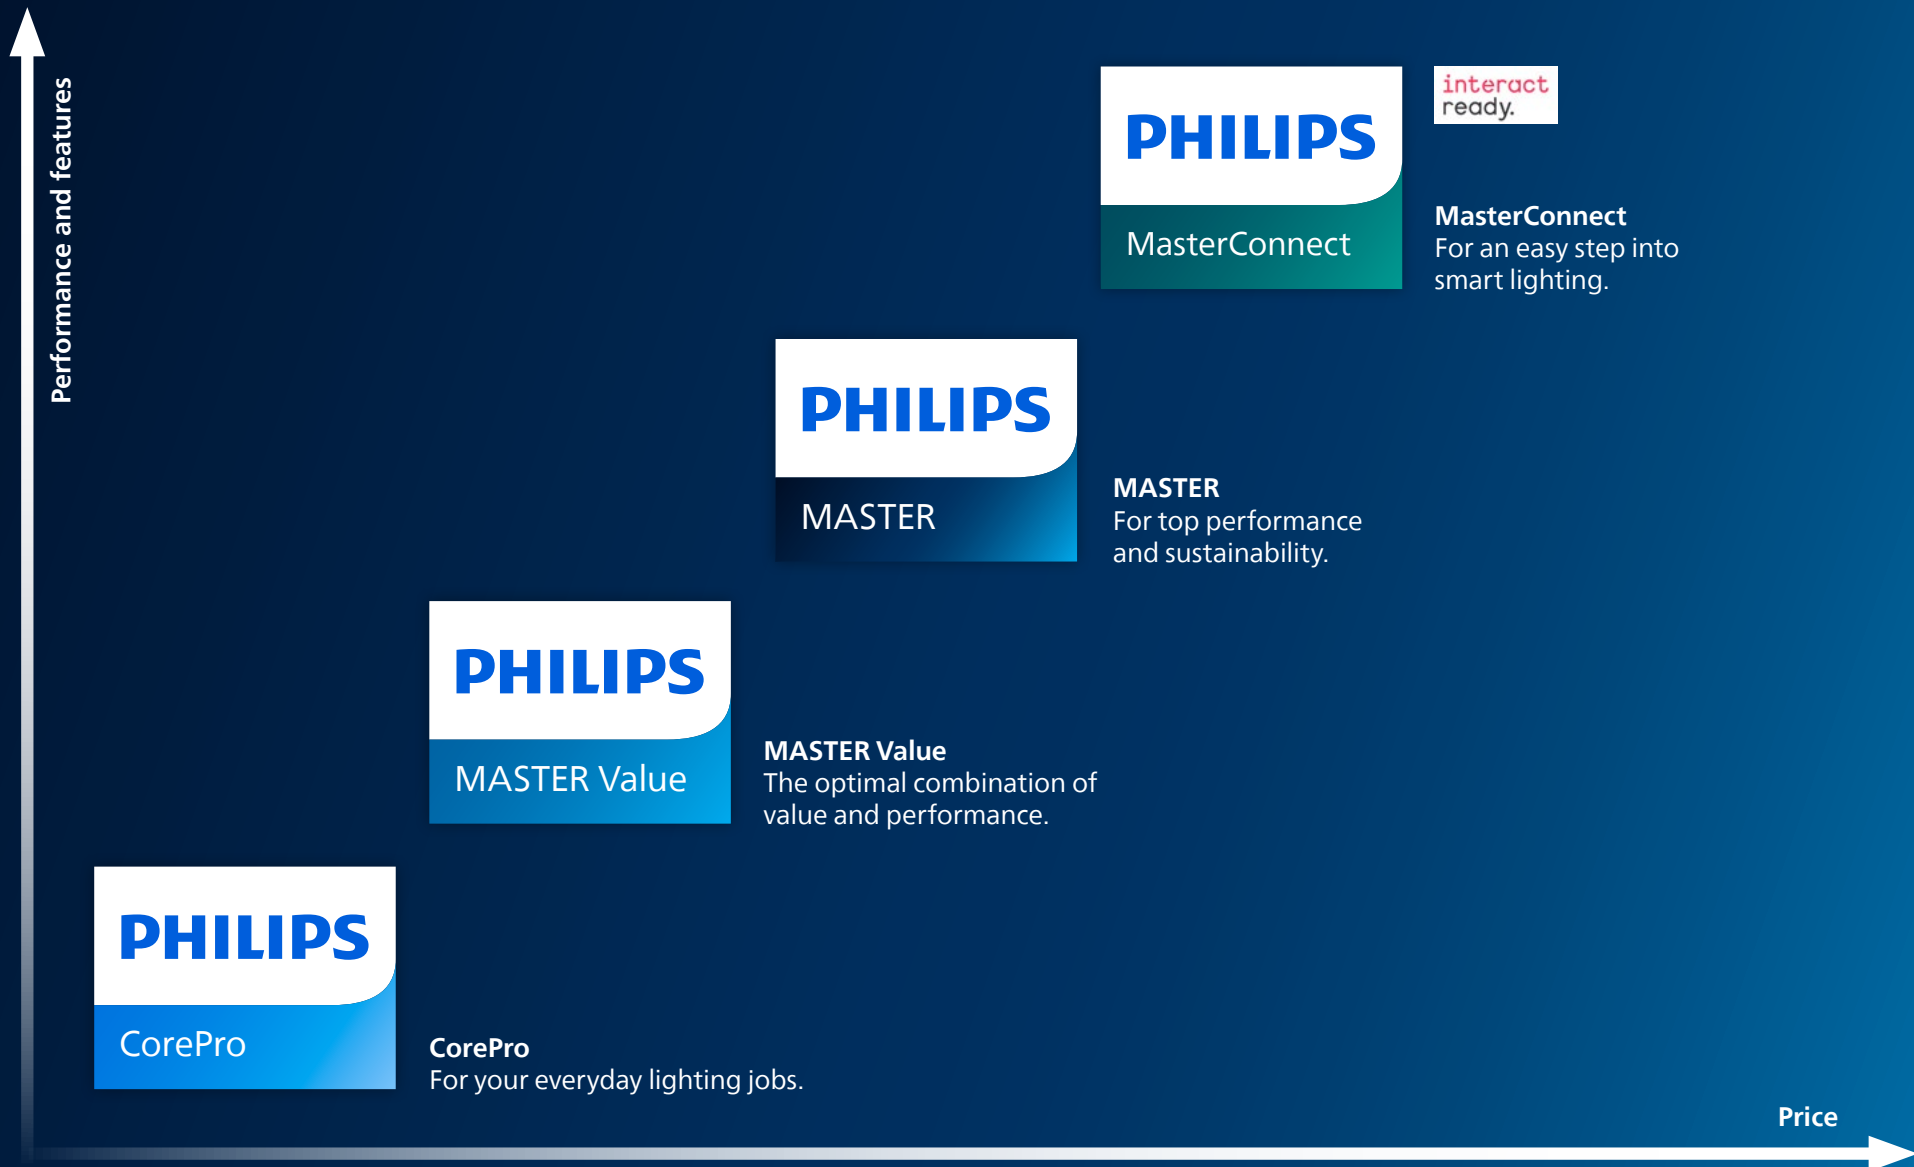 Performance and features
PHILIPS
MasterConnect
interact
ready.
MasterConnect
For an easy step into
smart lighting.
PHILIPS
MASTER
MASTER
For top performance
and sustainability.
PHILIPS
MASTER Value
MASTER Value
The optimal combination of
value and performance.
PHILIPS
CorePro
CorePro
For your everyday lighting jobs.
Price